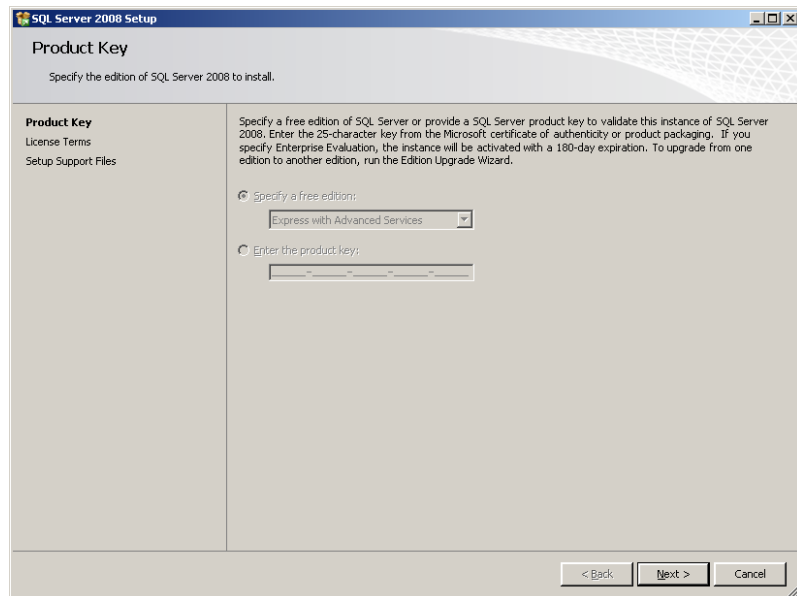 SQL Server 2008 Setup
Product Key
Specify the edition of SQL Server 2008 to install.
Product Key
License Terms
Setup Support Files
Specify a free edition of SQL Server or provide a SQL Server product key to validate this instance of SQL Server
2008. Enter the 25-character key from the Microsoft certificate of authenticity or product packaging. If you
specify Enterprise Evaluation, the instance will be activated with a 180-day expiration. To upgrade from one
edition to another edition, run the Edition Upgrade Wizard.
Specify a free edition:
Express with Advanced Services
Enter the product key:
_____-_____-_____-_____-_____
< Back Next > Cancel